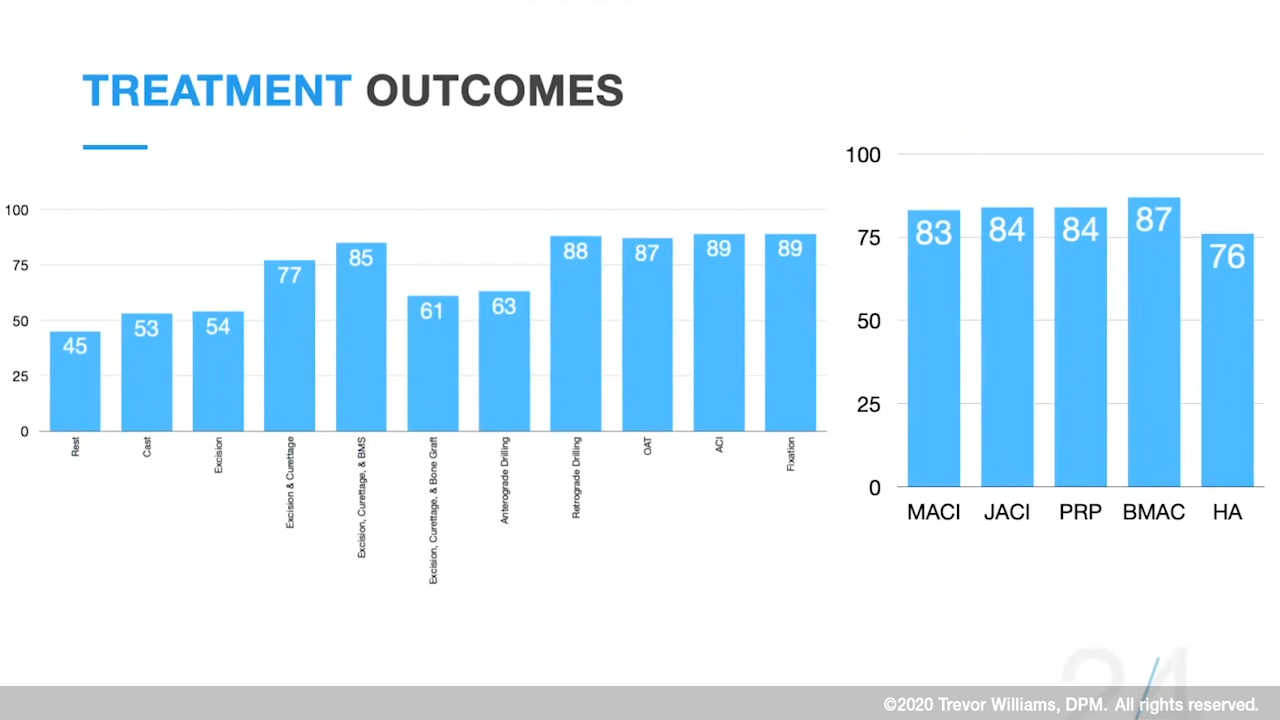 TREATMENT OUTCOMES
100
75
50
25
0
45
53
54
77
85
61
63
88
87
89
89
Rest
Cast
Excision
Excision & Curettage
Excision, Curettage, & BMS
Excision, Curettage, & Bone Graft
Anterograde Drilling
Retrograde Drilling
OAT
ACI
Fixation
100
75
50
25
0
83
84
84
87
76
MACI
JACI
PRP
BMAC
HA
24
©2020 Trevor Williams, DPM. All rights reserved.